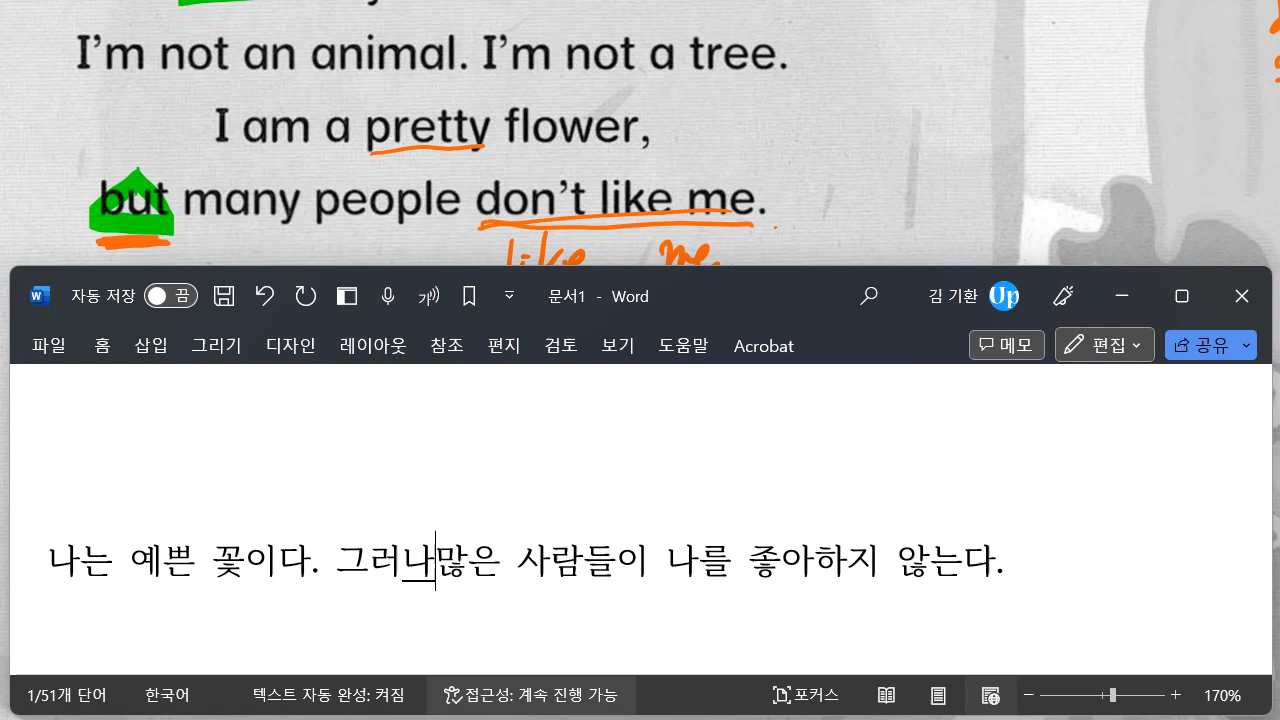 I'm not an animal. I'm not a tree.
I am a pretty flower,
but many people don't like me.
like me.
자동 저장 끔 가)) 문서1 - Word 김 기환 Up
파일 홈 삽입 그리기 디자인 레이아웃 참조 편지 검토 보기 도움말 Acrobat 메모 편집 공유
나는 예쁜 꽃이다. 그러나많은 사람들이 나를 좋아하지 않는다.
1/51개 단어 한국어 텍스트 자동 완성: 켜짐 접근성: 계속 진행 가능 포커스 170%